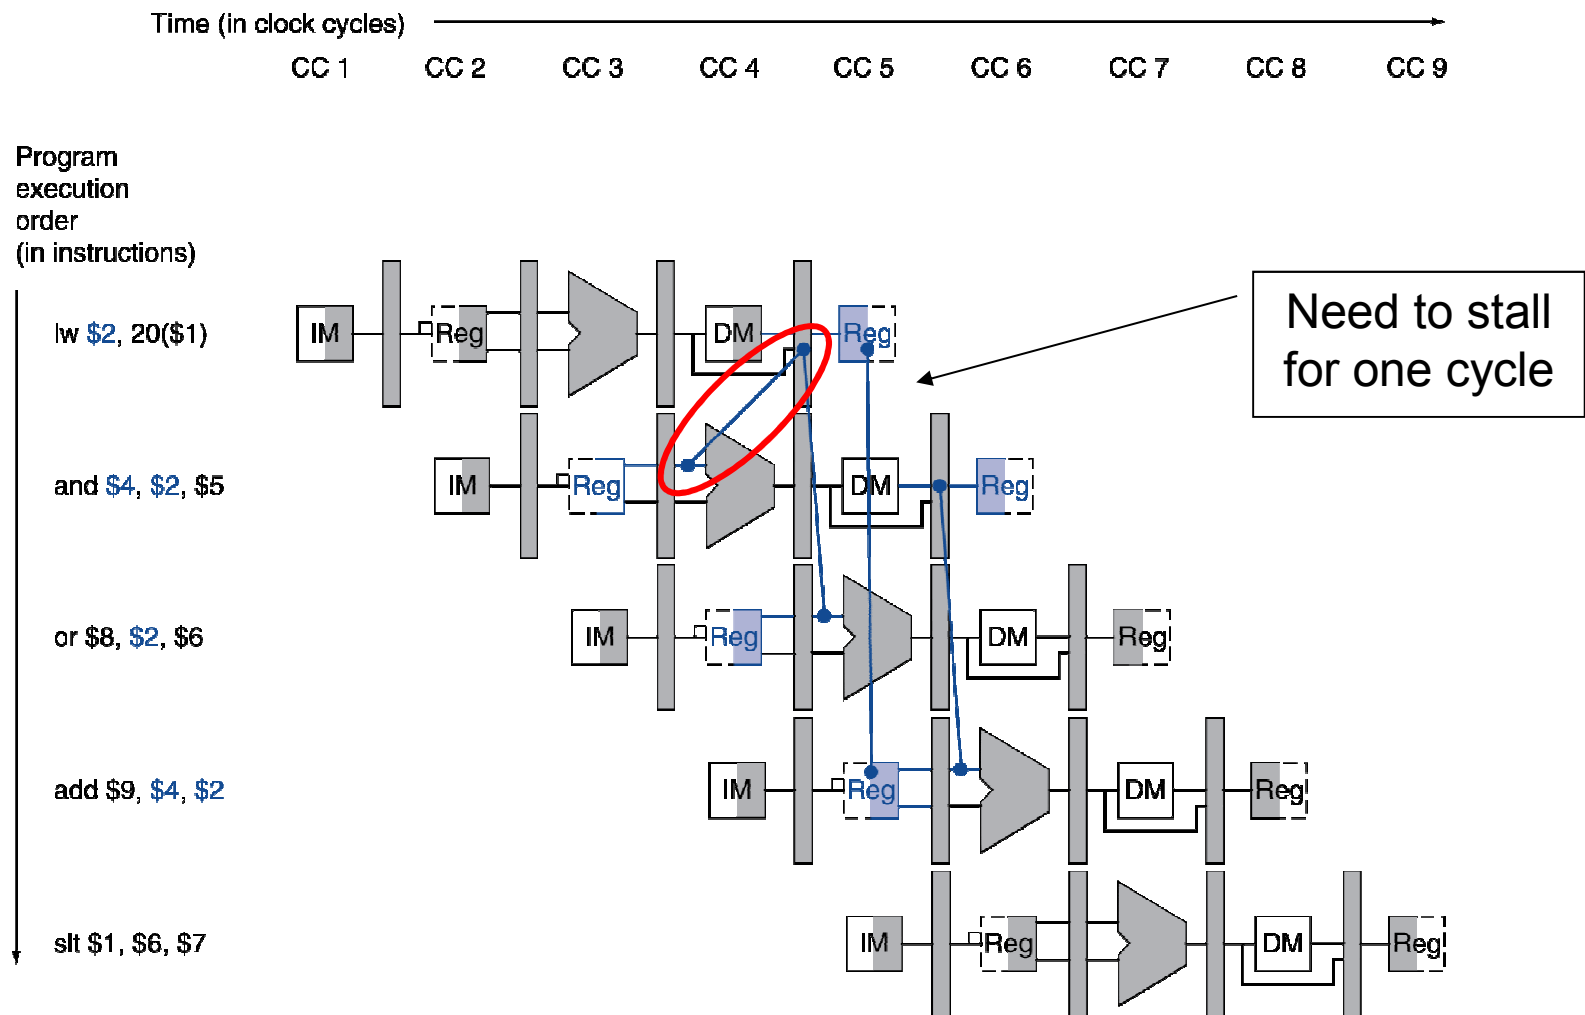 Time (in clock cycles)
CC 1 CC 2 CC 3 CC 4 CC 5 CC 6 CC 7 CC 8 CC 9
Program
execution
order
(in instructions)
lw $2, 20($1) IM Reg DM Reg
Need to stall
for one cycle
and $4, $2, $5 IM Reg DM Reg
or $8, $2, $6 IM Reg DM Reg
add $9, $4, $2 IM Reg DM Reg
slt $1, $6, $7 IM Reg DM Reg